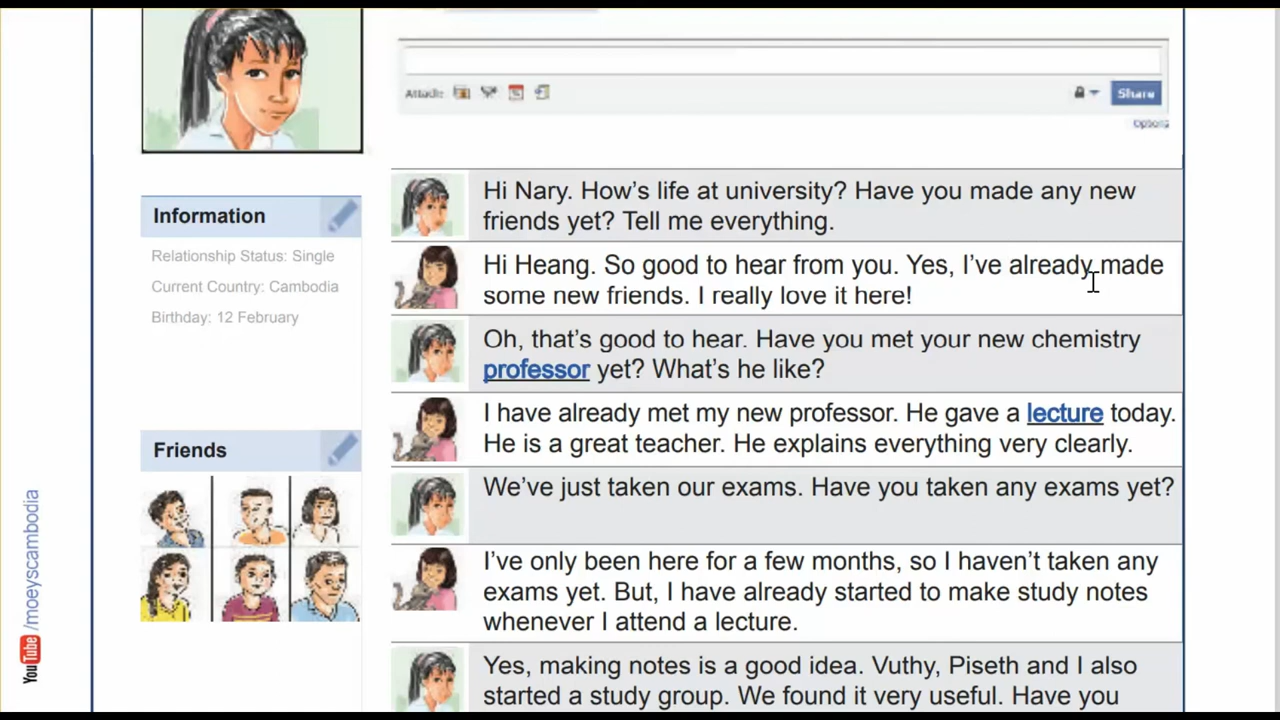 Attach:
Share
Options
Information
Relationship Status: Single
Current Country: Cambodia
Birthday: 12 February
Friends
Hi Nary. How's life at university? Have you made any new
friends yet? Tell me everything.
Hi Heang. So good to hear from you. Yes, I've already made
some new friends. I really love it here!
Oh, that's good to hear. Have you met your new chemistry
professor yet? What's he like?
I have already met my new professor. He gave a lecture today.
He is a great teacher. He explains everything very clearly.
We've just taken our exams. Have you taken any exams yet?
I've only been here for a few months, so I haven't taken any
exams yet. But, I have already started to make study notes
whenever I attend a lecture.
Yes, making notes is a good idea. Vuthy, Piseth and I also
started a study group. We found it very useful. Have you
YouTube /moeyscambodia